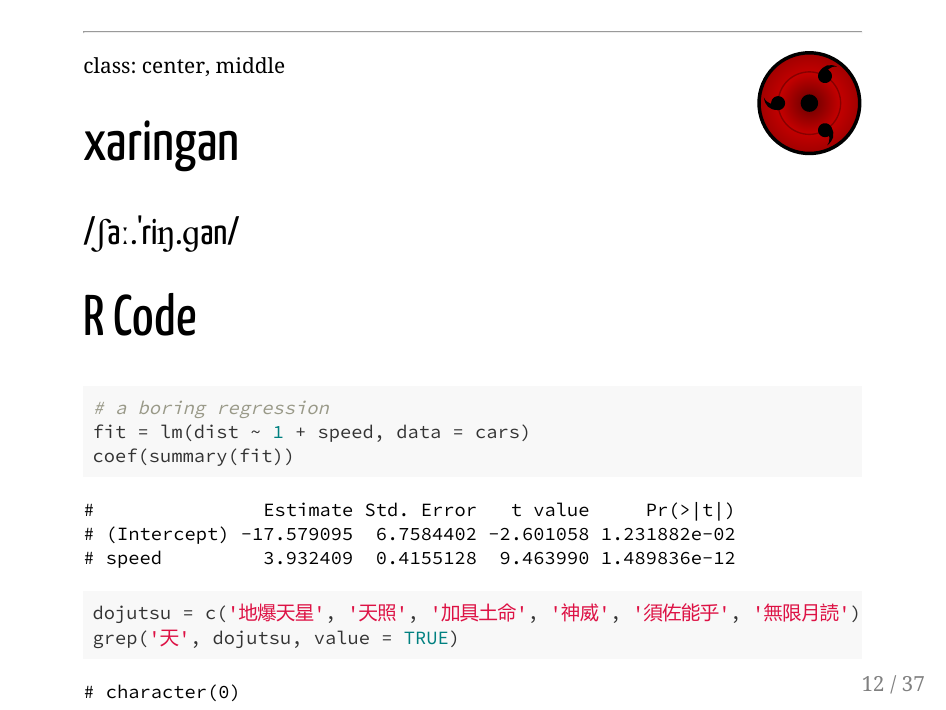 class: center, middle
xaringan
/ʃaː.'riŋ.ɡan/
R Code
# a boring regression
fit = lm(dist ~ 1 + speed, data = cars)
coef(summary(fit))
#               Estimate Std. Error   t value     Pr(>|t|)
# (Intercept) -17.579095  6.7584402 -2.601058 1.231882e-02
# speed         3.932409  0.4155128  9.463990 1.489836e-12
dojutsu = c('地爆天星', '天照', '加具土命', '神威', '須佐能乎', '無限月読')
grep('天', dojutsu, value = TRUE)
# character(0)
12 / 37